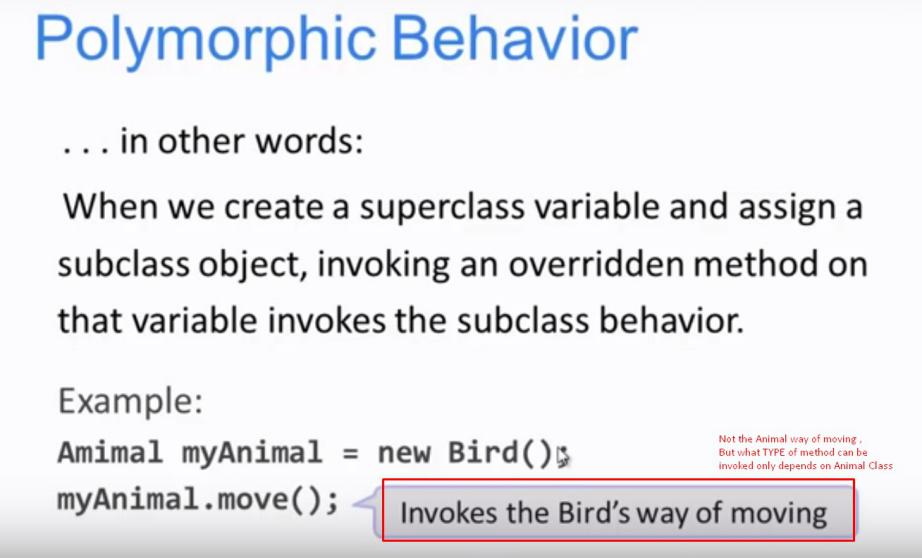 Polymorphic Behavior
. . . in other words:
When we create a superclass variable and assign a
subclass object, invoking an overridden method on
that variable invokes the subclass behavior.
Example:
Amimal myAnimal = new Bird();
Not the Animal way of moving ,
But what TYPE of method can be
invoked only depends on Animal Class
myAnimal.move();
Invokes the Bird's way of moving